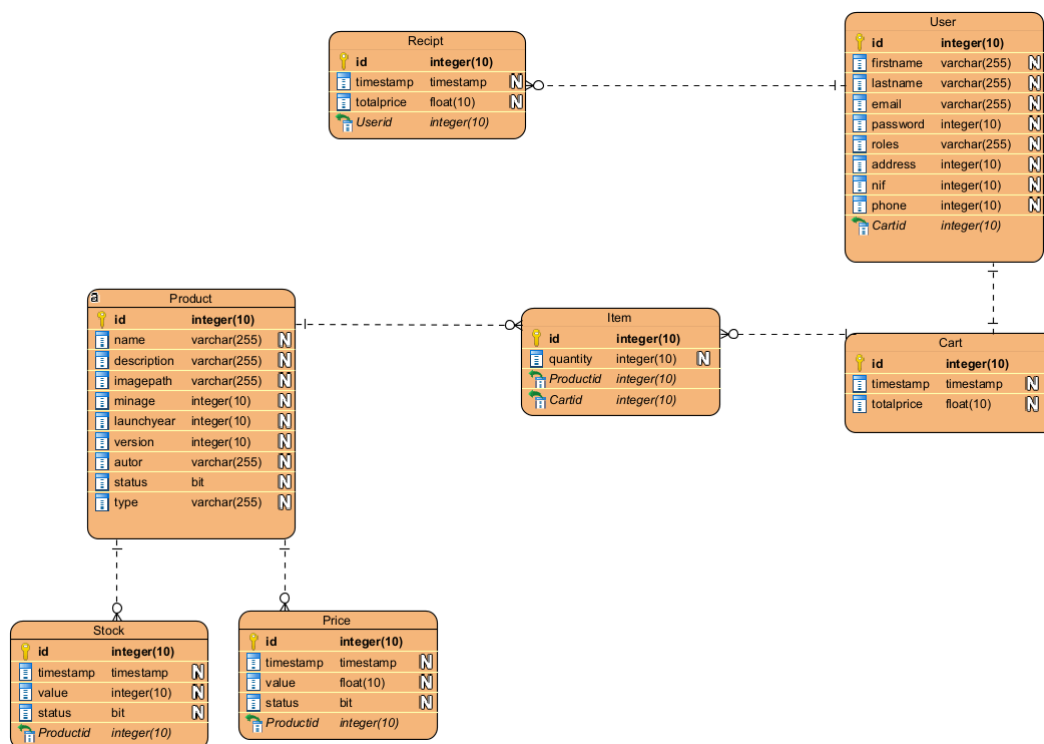 Recipt
id integer(10)
timestamp timestamp N
totalprice float(10) N
Userid integer(10)
User
id integer(10)
firstname varchar(255) N
lastname varchar(255) N
email varchar(255) N
password integer(10) N
roles varchar(255) N
address integer(10) N
nif integer(10) N
phone integer(10) N
Cartid integer(10)
a Product
id integer(10)
name varchar(255) N
description varchar(255) N
imagepath varchar(255) N
minage integer(10) N
launchyear integer(10) N
version integer(10) N
autor varchar(255) N
status bit N
type varchar(255) N
Item
id integer(10)
quantity integer(10) N
Productid integer(10)
Cartid integer(10)
Cart
id integer(10)
timestamp timestamp N
totalprice float(10) N
Stock
id integer(10)
timestamp timestamp N
value integer(10) N
status bit N
Productid integer(10)
Price
id integer(10)
timestamp timestamp N
value float(10) N
status bit N
Productid integer(10)